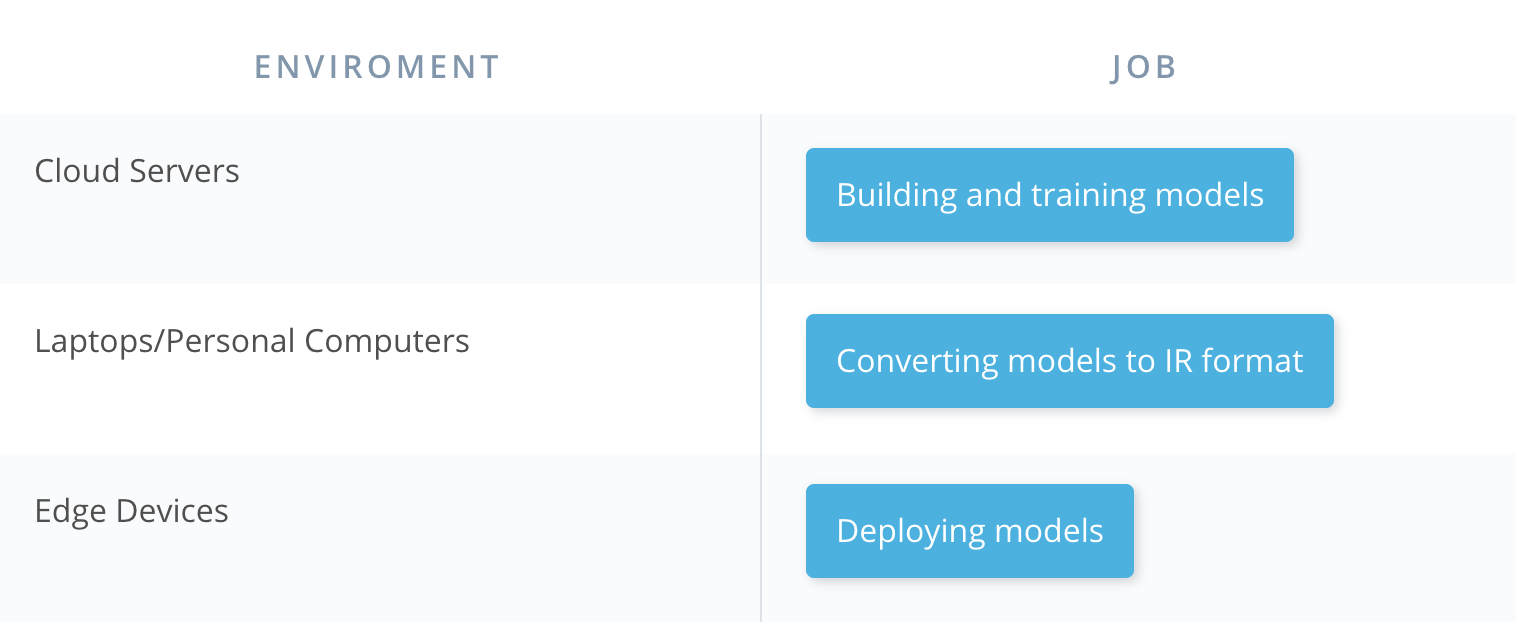 ENVIROMENT JOB
Cloud Servers
Building and training models
Laptops/Personal Computers
Converting models to IR format
Edge Devices
Deploying models